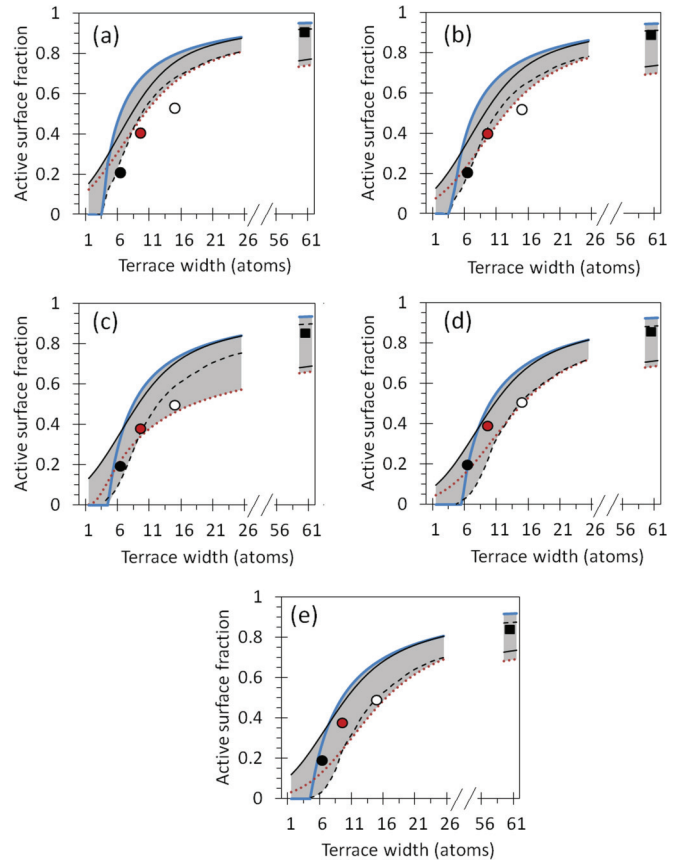 (a)
Active surface fraction
1
0.8
0.6
0.4
0.2
0
1 6 11 16 21 26 56 61
Terrace width (atoms)
(b)
Active surface fraction
1
0.8
0.6
0.4
0.2
0
1 6 11 16 21 26 56 61
Terrace width (atoms)
(c)
Active surface fraction
1
0.8
0.6
0.4
0.2
0
1 6 11 16 21 26 56 61
Terrace width (atoms)
(d)
Active surface fraction
1
0.8
0.6
0.4
0.2
0
1 6 11 16 21 26 56 61
Terrace width (atoms)
(e)
Active surface fraction
1
0.8
0.6
0.4
0.2
0
1 6 11 16 21 26 56 61
Terrace width (atoms)